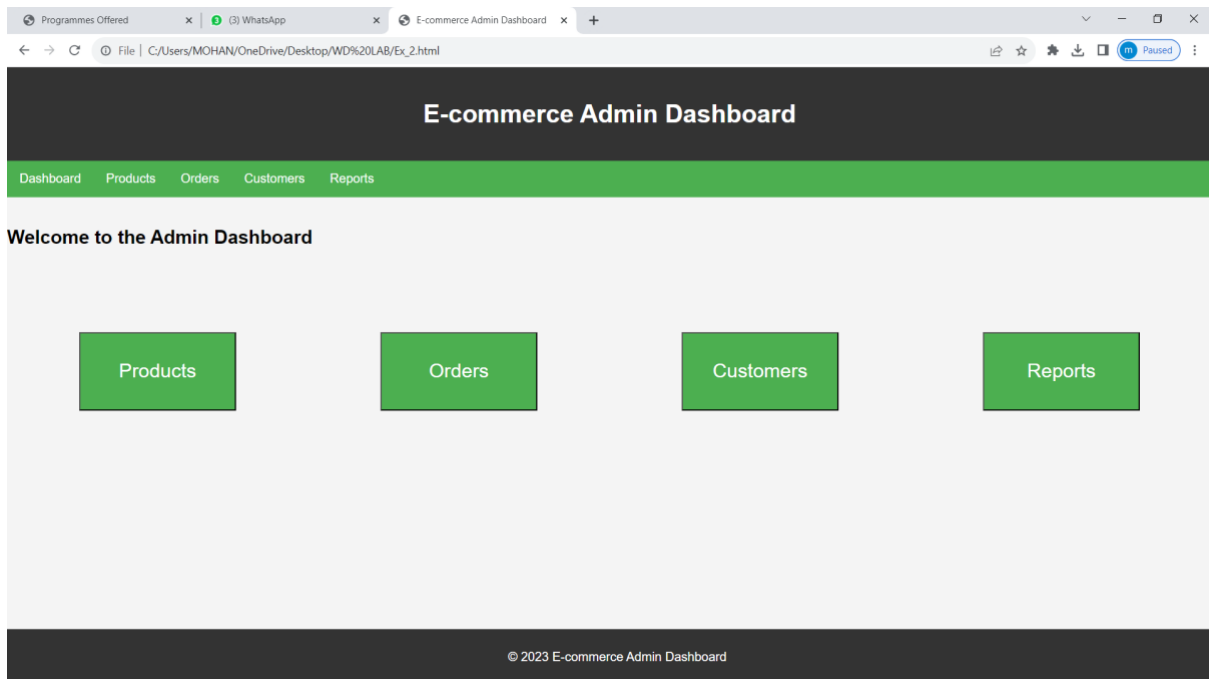 Programmes Offered (3) WhatsApp E-commerce Admin Dashboard
File C:/Users/MOHAN/OneDrive/Desktop/WD%20LAB/Ex_2.html m Paused
E-commerce Admin Dashboard
Dashboard Products Orders Customers Reports
Welcome to the Admin Dashboard
Products Orders Customers Reports
© 2023 E-commerce Admin Dashboard